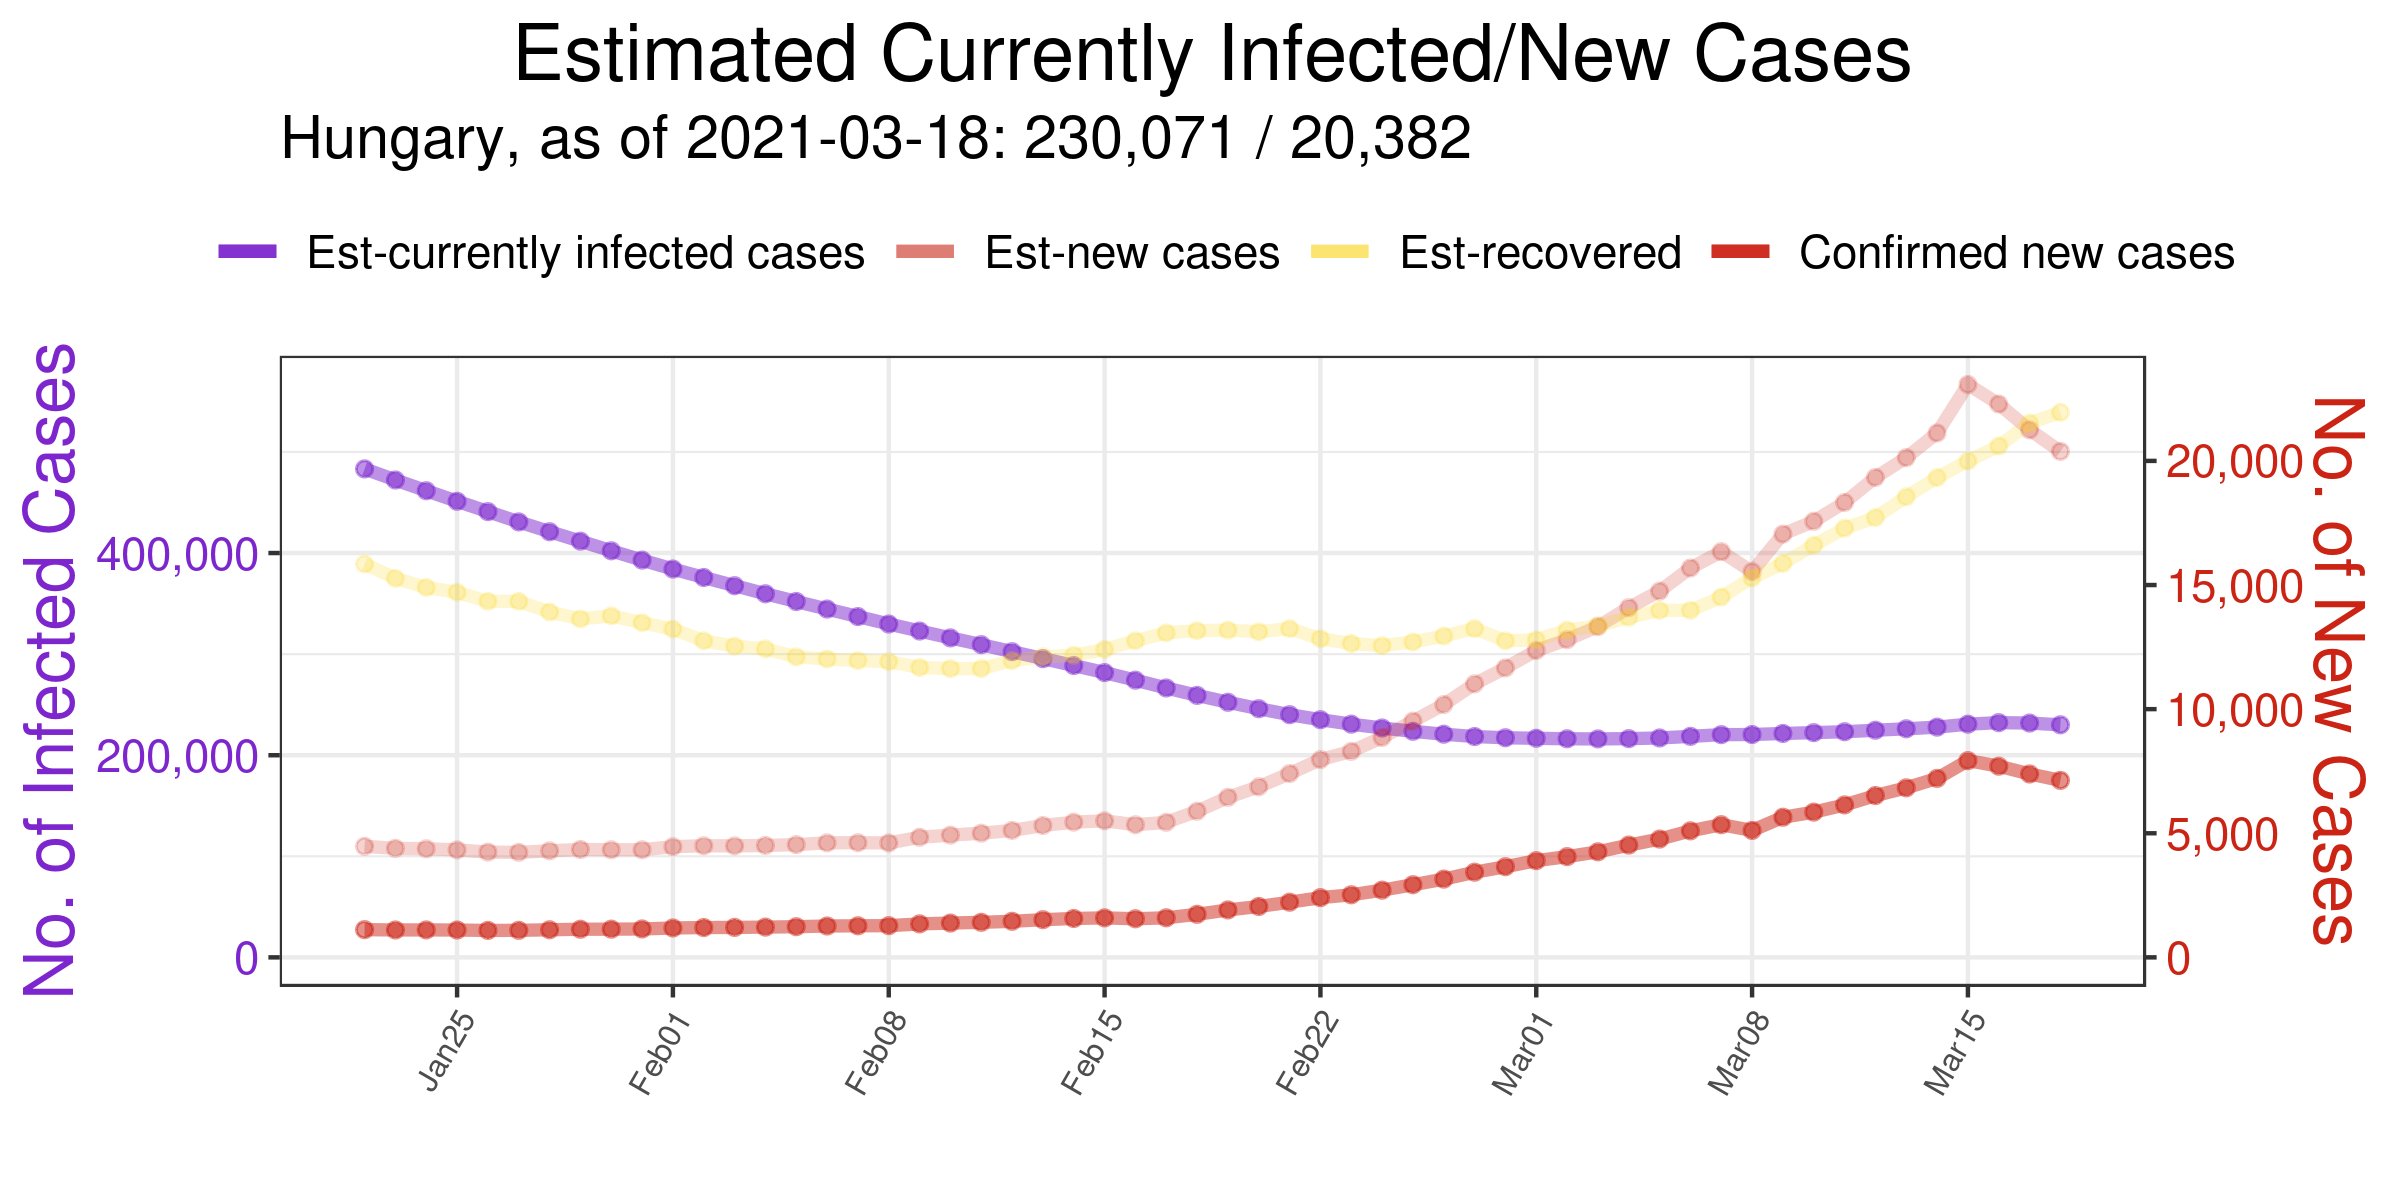 Estimated Currently Infected/New Cases
Hungary, as of 2021-03-18: 230,071 / 20,382
Est-currently infected cases Est-new cases Est-recovered Confirmed new cases
No. of Infected Cases
400,000
200,000
0
20,000
15,000
10,000
5,000
0
No. of New Cases
Jan25 Feb01 Feb08 Feb15 Feb22 Mar01 Mar08 Mar15